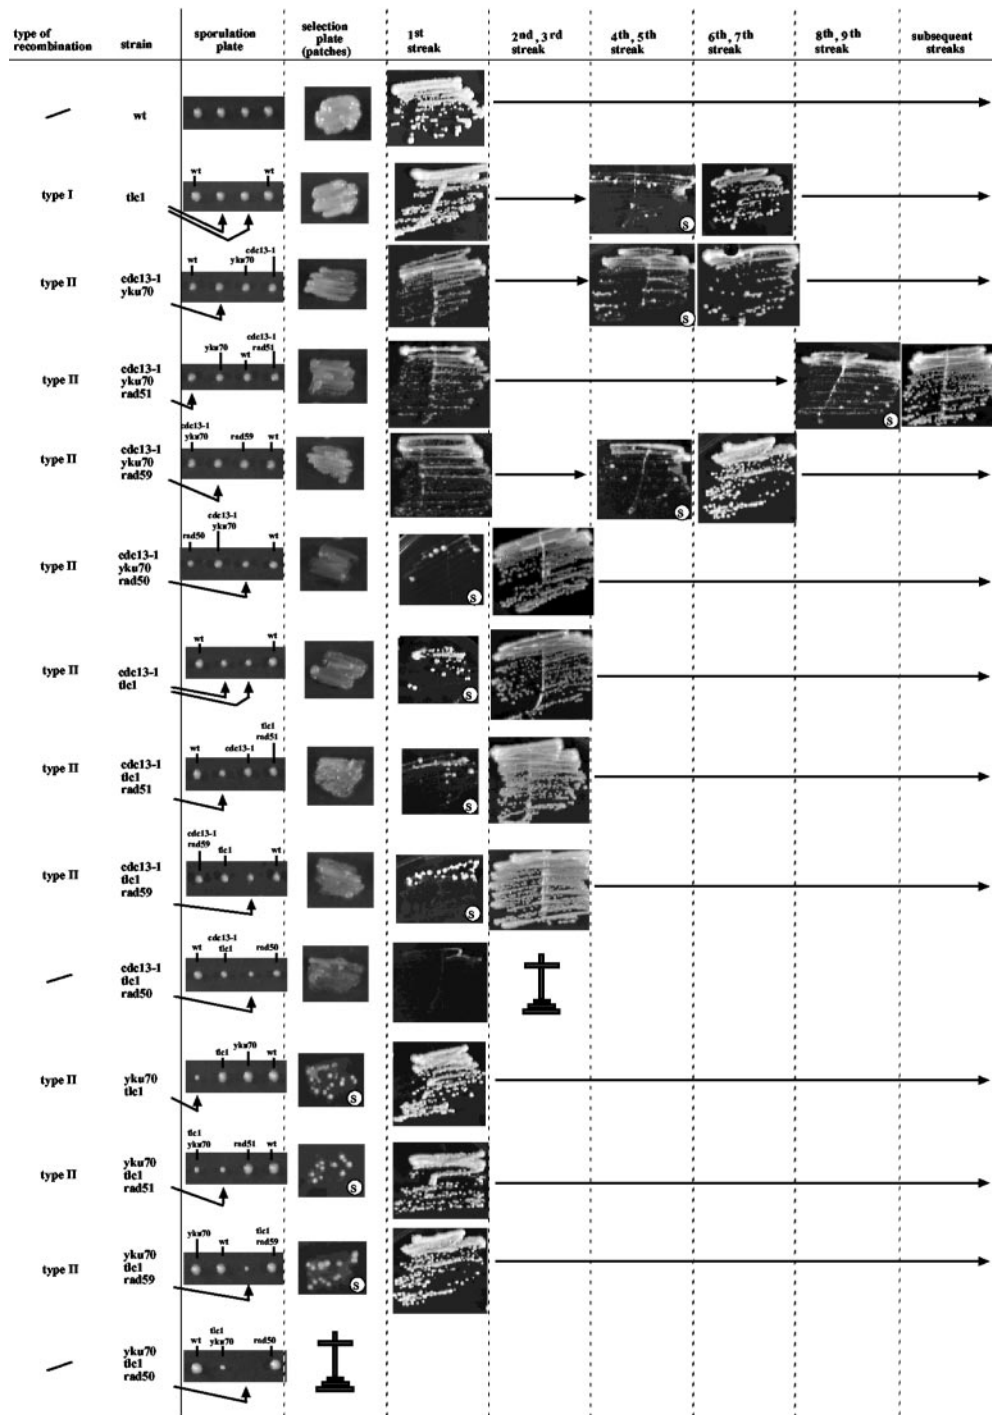 type of recombination
strain
sporulation plate
selection plate (patches)
1st streak
2nd, 3rd streak
4th, 5th streak
6th, 7th streak
8th, 9th streak
subsequent streaks
wt
type I
tlc1
wt
wt
S
type II
cdc13-1
yku70
wt
yku70
cdc13-1
S
type II
cdc13-1
yku70
rad51
yku70
wt
cdc13-1
rad51
S
type II
cdc13-1
yku70
rad59
cdc13-1
yku70
rad59
wt
S
type II
cdc13-1
yku70
rad50
rad50
cdc13-1
yku70
wt
S
type II
cdc13-1
tlc1
wt
wt
S
type II
cdc13-1
tlc1
rad51
wt
cdc13-1
tlc1
rad51
S
type II
cdc13-1
tlc1
rad59
cdc13-1
rad59
tlc1
wt
S
cdc13-1
tlc1
rad50
wt
cdc13-1
tlc1
rad50
type II
yku70
tlc1
tlc1
yku70
wt
S
type II
yku70
tlc1
rad51
tlc1
yku70
rad51
wt
S
type II
yku70
tlc1
rad59
yku70
wt
tlc1
rad59
S
yku70
tlc1
rad50
wt
tlc1
yku70
rad50